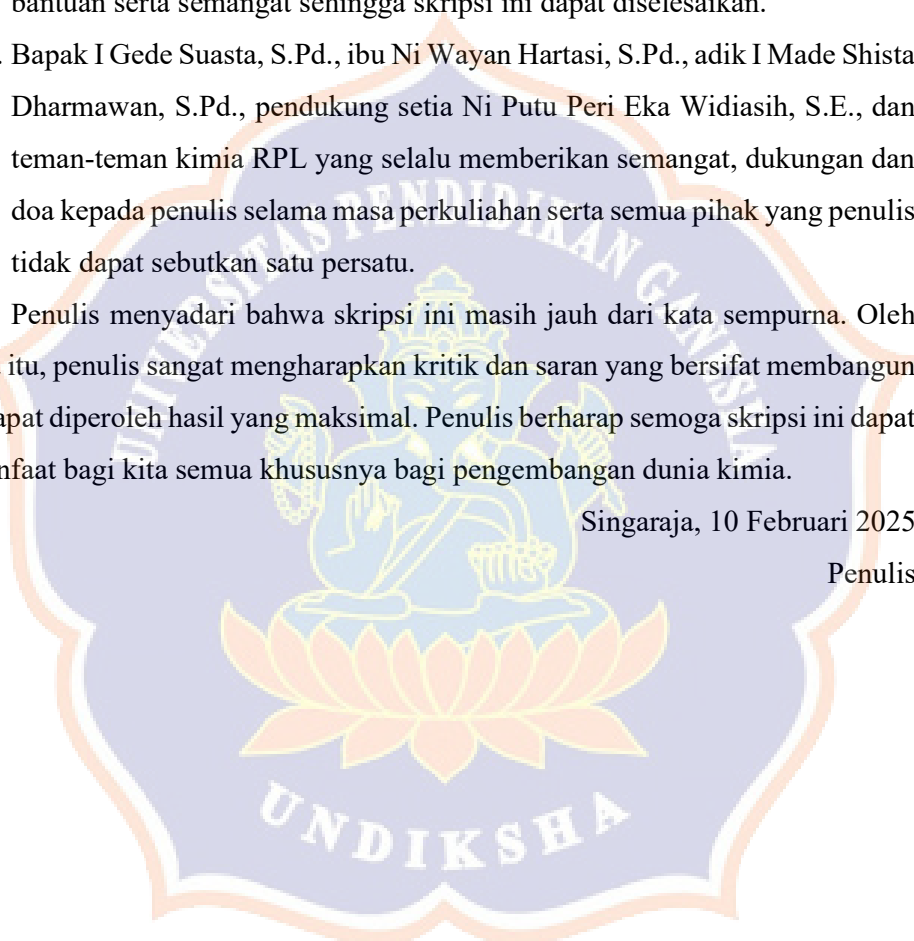 bantuan serta semangat sehingga skripsi ini dapat diselesaikan.
. Bapak I Gede Suasta, S.Pd., ibu Ni Wayan Hartasi, S.Pd., adik I Made Shista
Dharmawan, S.Pd., pendukung setia Ni Putu Peri Eka Widiasih, S.E., dan
teman-teman kimia RPL yang selalu memberikan semangat, dukungan dan
doa kepada penulis selama masa perkuliahan serta semua pihak yang penulis
tidak dapat sebutkan satu persatu.
Penulis menyadari bahwa skripsi ini masih jauh dari kata sempurna. Oleh
itu, penulis sangat mengharapkan kritik dan saran yang bersifat membangun
apat diperoleh hasil yang maksimal. Penulis berharap semoga skripsi ini dapat
nfaat bagi kita semua khususnya bagi pengembangan dunia kimia.
Singaraja, 10 Februari 2025
Penulis
UNIVERSITAS PENDIDIKAN GANESHA
UNDIKSHA